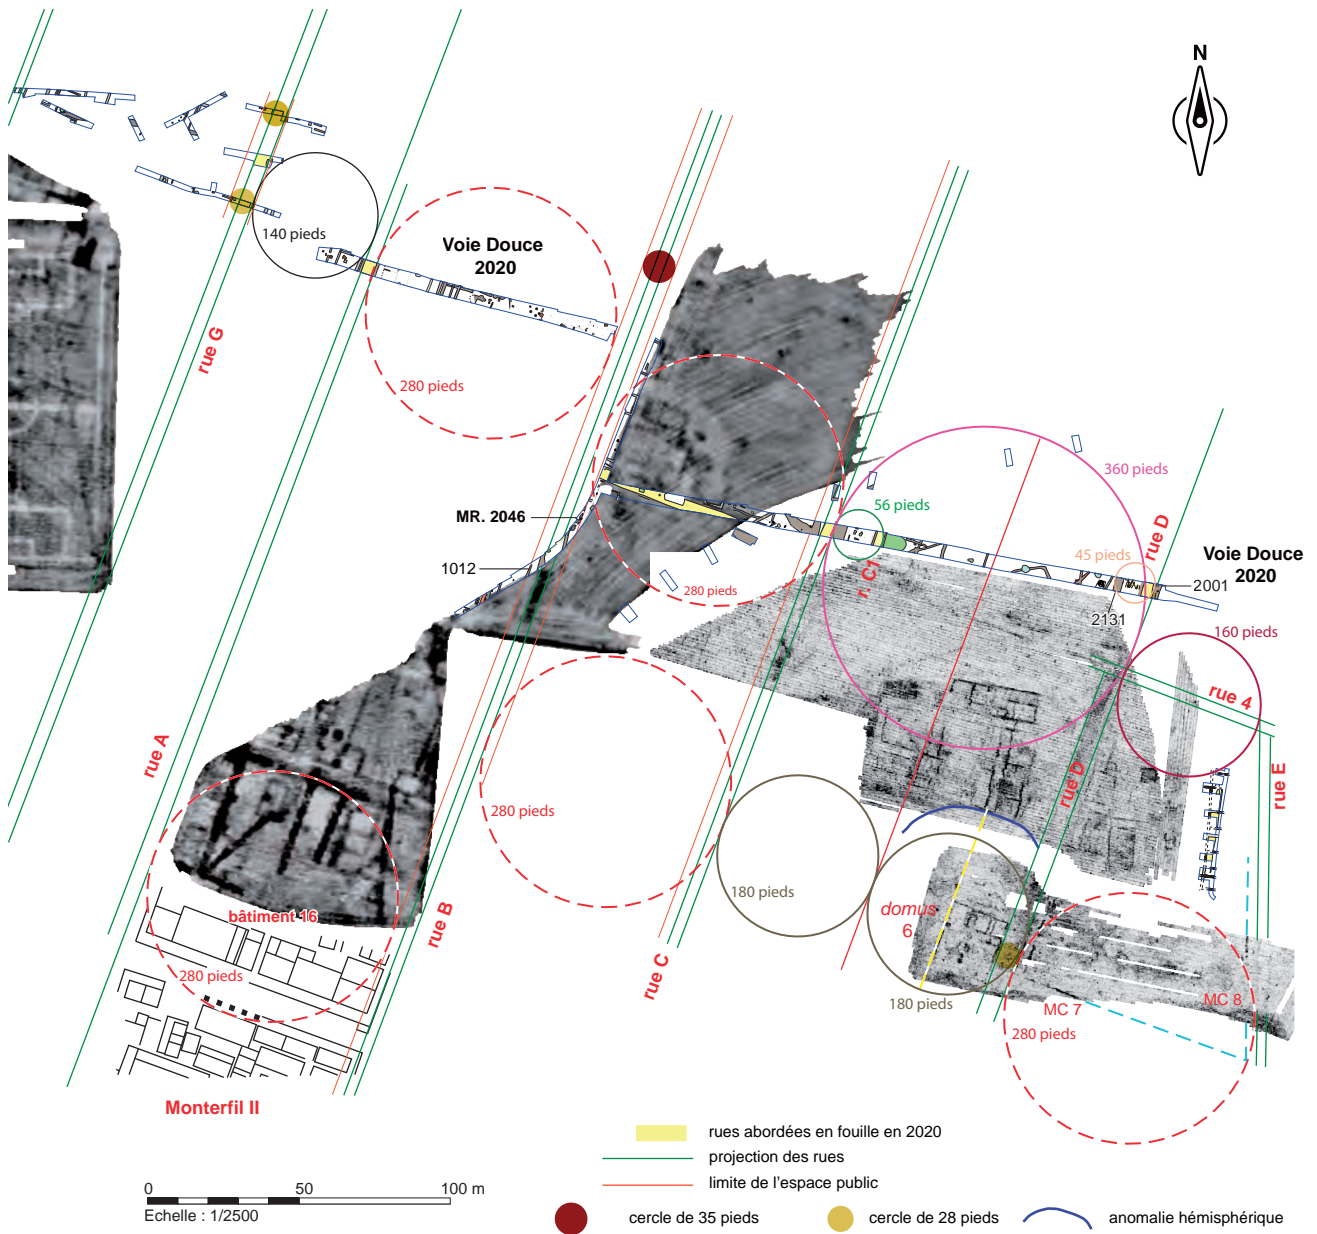 N
140 pieds
Voie Douce
2020
rue G
280 pieds
360 pieds
56 pieds
MR. 2046
1012
r. C1
45 pieds
rue D
Voie Douce
2020
2001
2131
280 pieds
160 pieds
rue 4
rue A
rue D
rue E
280 pieds
180 pieds
bâtiment 16
rue B
domus
6
rue C
280 pieds
180 pieds
MC 7
MC 8
280 pieds
Monterfil II
rues abordées en fouille en 2020
projection des rues
limite de l'espace public
0 50 100 m
Echelle : 1/2500
cercle de 35 pieds
cercle de 28 pieds
anomalie hémisphérique